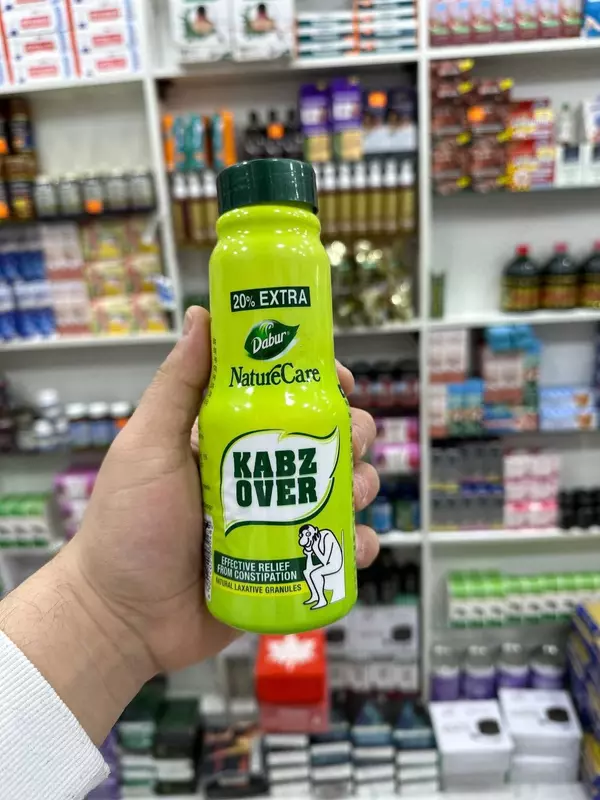 20% EXTRA
Dabur
NatureCare
KABZ
OVER
EFFECTIVE RELIEF
FROM CONSTIPATION
NATURAL LAXATIVE GRANULES